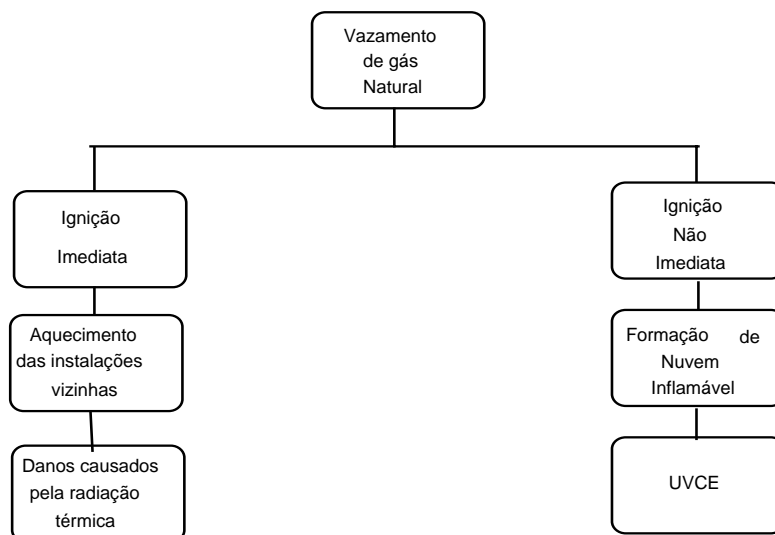 Vazamento
de gás
Natural
Ignição
Imediata
Ignição
Não
Imediata
Aquecimento
das instalações
vizinhas
Formação de
Nuvem
Inflamável
Danos causados
pela radiação
térmica
UVCE